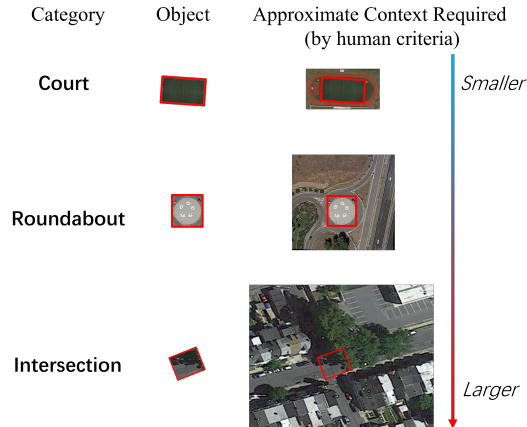 Category Object Approximate Context Required
(by human criteria)
Court
Smaller
Roundabout
Intersection
Larger